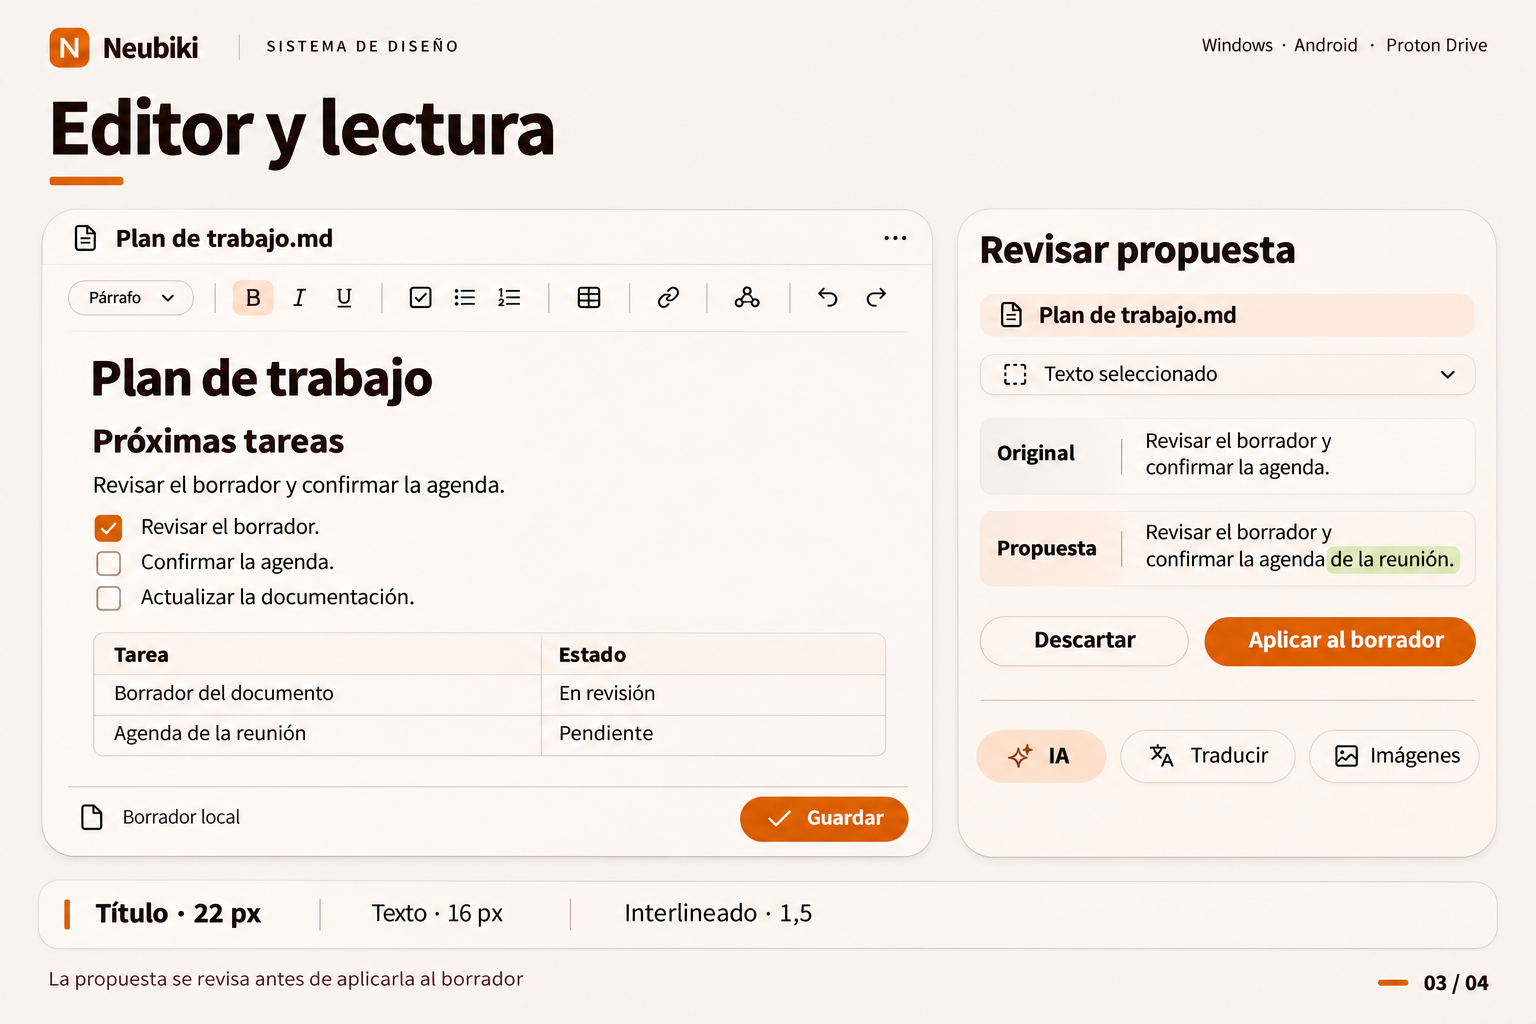 N Neubiki
SISTEMA DE DISEÑO
Windows · Android · Proton Drive
Editor y lectura
Plan de trabajo.md
Párrafo
B I U
Plan de trabajo
Próximas tareas
Revisar el borrador y confirmar la agenda.
Revisar el borrador.
Confirmar la agenda.
Actualizar la documentación.
Tarea Estado
Borrador del documento En revisión
Agenda de la reunión Pendiente
Borrador local
Guardar
Revisar propuesta
Plan de trabajo.md
Texto seleccionado
Original
Revisar el borrador y
confirmar la agenda.
Propuesta
Revisar el borrador y
confirmar la agenda de la reunión.
Descartar
Aplicar al borrador
IA
Traducir
Imágenes
Título · 22 px
Texto · 16 px
Interlineado · 1,5
La propuesta se revisa antes de aplicarla al borrador
03 / 04